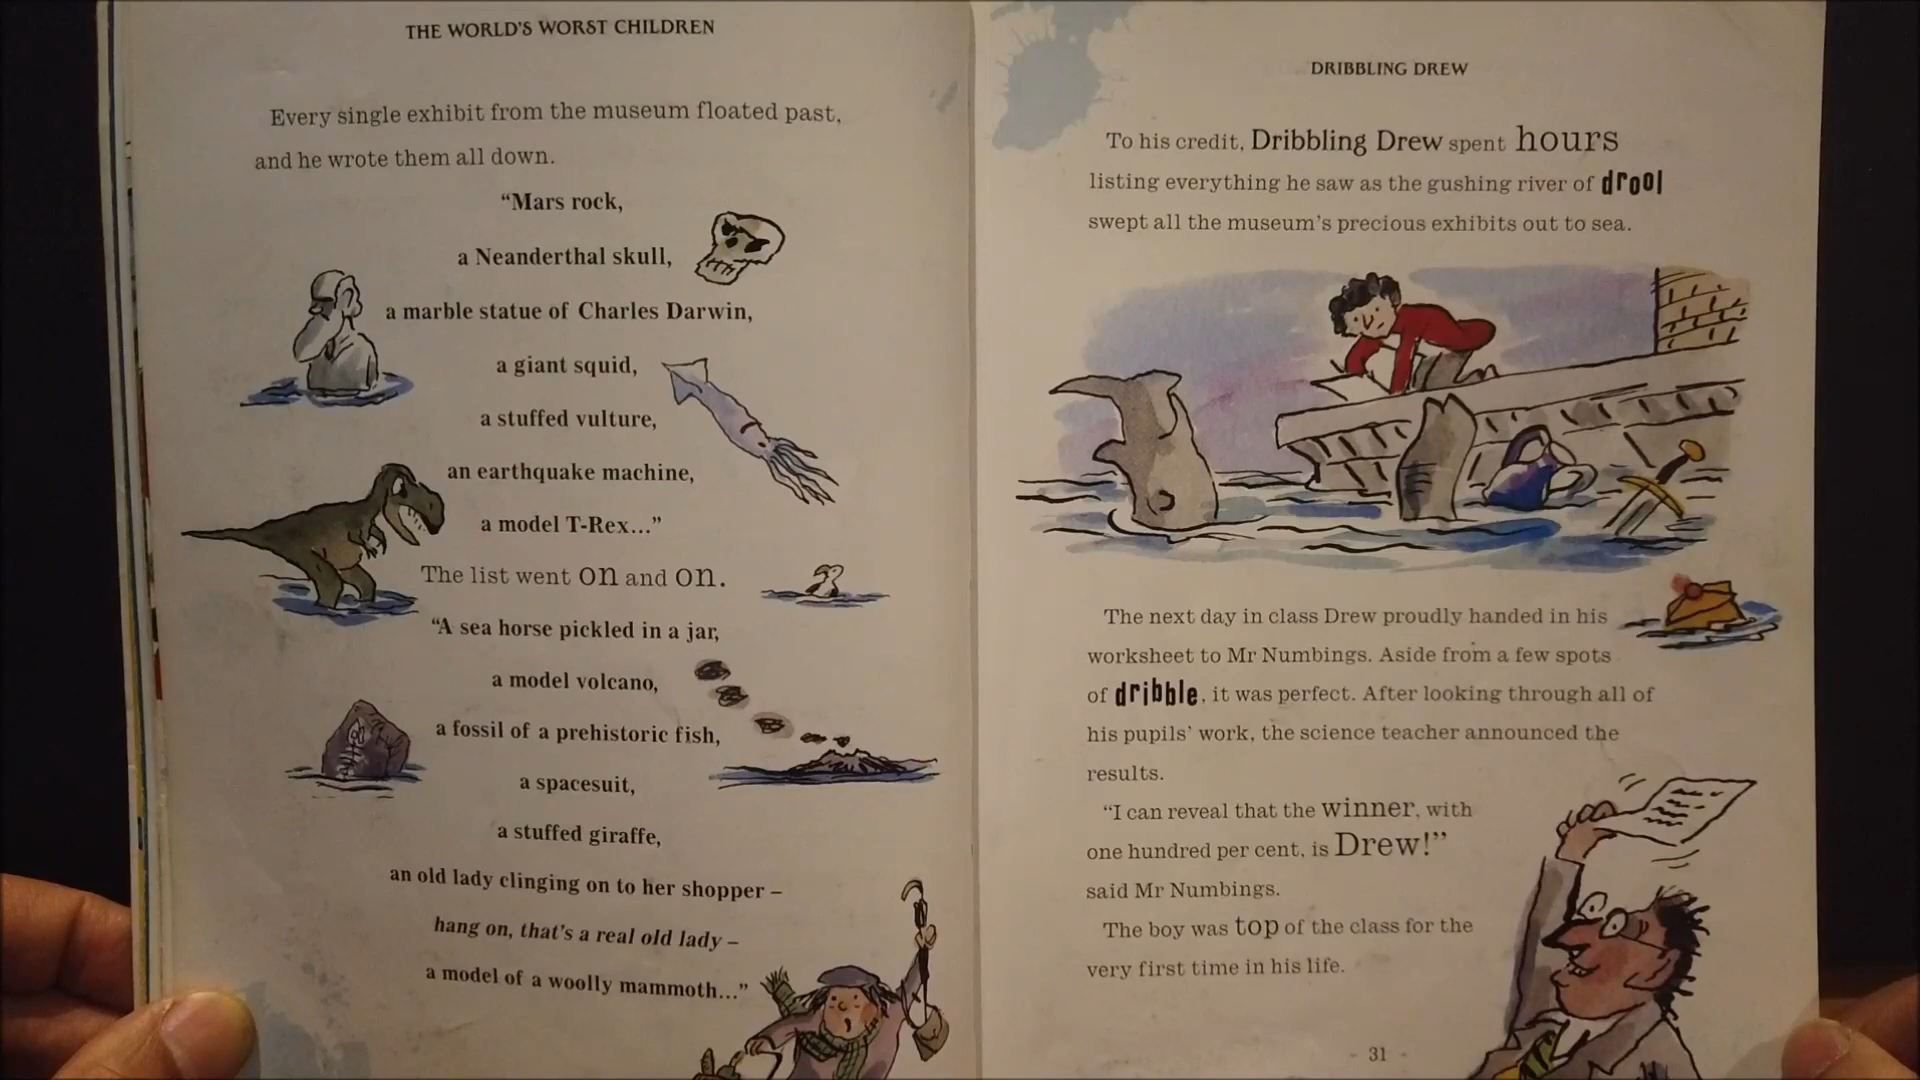 THE WORLD'S WORST CHILDREN
Every single exhibit from the museum floated past,
and he wrote them all down.
“Mars rock,
a Neanderthal skull,
a marble statue of Charles Darwin,
a giant squid,
a stuffed vulture,
an earthquake machine,
a model T-Rex...”
The list went on and on.
“A sea horse pickled in a jar,
a model volcano,
a fossil of a prehistoric fish,
a spacesuit,
a stuffed giraffe,
an old lady clinging on to her shopper –
hang on, that's a real old lady –
a model of a woolly mammoth...”
DRIBBLING DREW
To his credit, Dribbling Drew spent hours
listing everything he saw as the gushing river of drool
swept all the museum's precious exhibits out to sea.
The next day in class Drew proudly handed in his
worksheet to Mr Numbings. Aside from a few spots
of dribble, it was perfect. After looking through all of
his pupils' work, the science teacher announced the
results.
“I can reveal that the winner, with
one hundred per cent, is Drew!”
said Mr Numbings.
The boy was top of the class for the
very first time in his life.
- 31 -